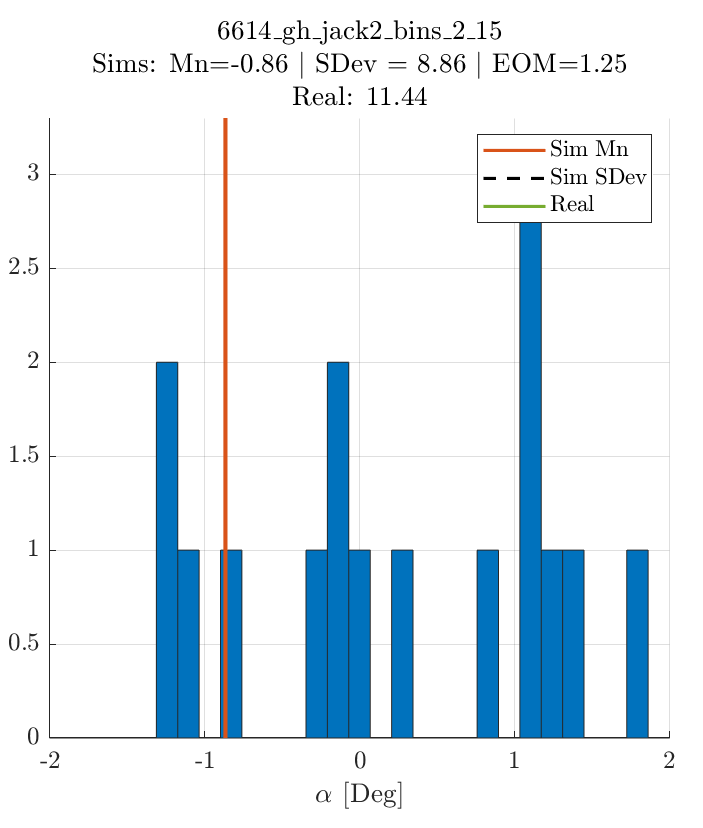 6614_gh_jack2_bins_2_15
Sims: Mn=-0.86 | SDev = 8.86 | EOM=1.25
Real: 11.44
Sim Mn
Sim SDev
Real
3
2.5
2
1.5
1
0.5
0
-2
-1
0
1
2
α [Deg]